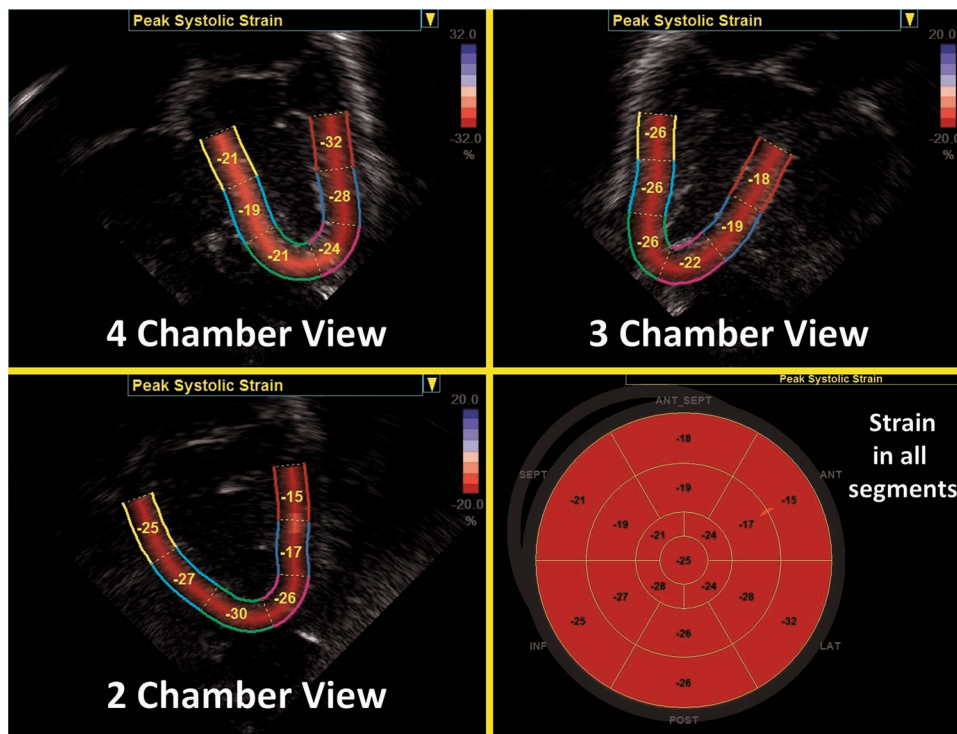 Peak Systolic Strain
32.0
-32.0
%
-21
-19
-21
-24
-28
-32
4 Chamber View
Peak Systolic Strain
20.0
-20.0
%
-26
-26
-26
-22
-19
-18
3 Chamber View
Peak Systolic Strain
20.0
-20.0
%
-25
-27
-30
-26
-17
-15
2 Chamber View
Peak Systolic Strain
Strain
in all
segments
ANT_SEPT
SEPT
ANT
INF
LAT
POST
-18
-21
-19
-15
-19
-17
-21
-24
-25
-28
-24
-27
-28
-25
-32
-26
-26